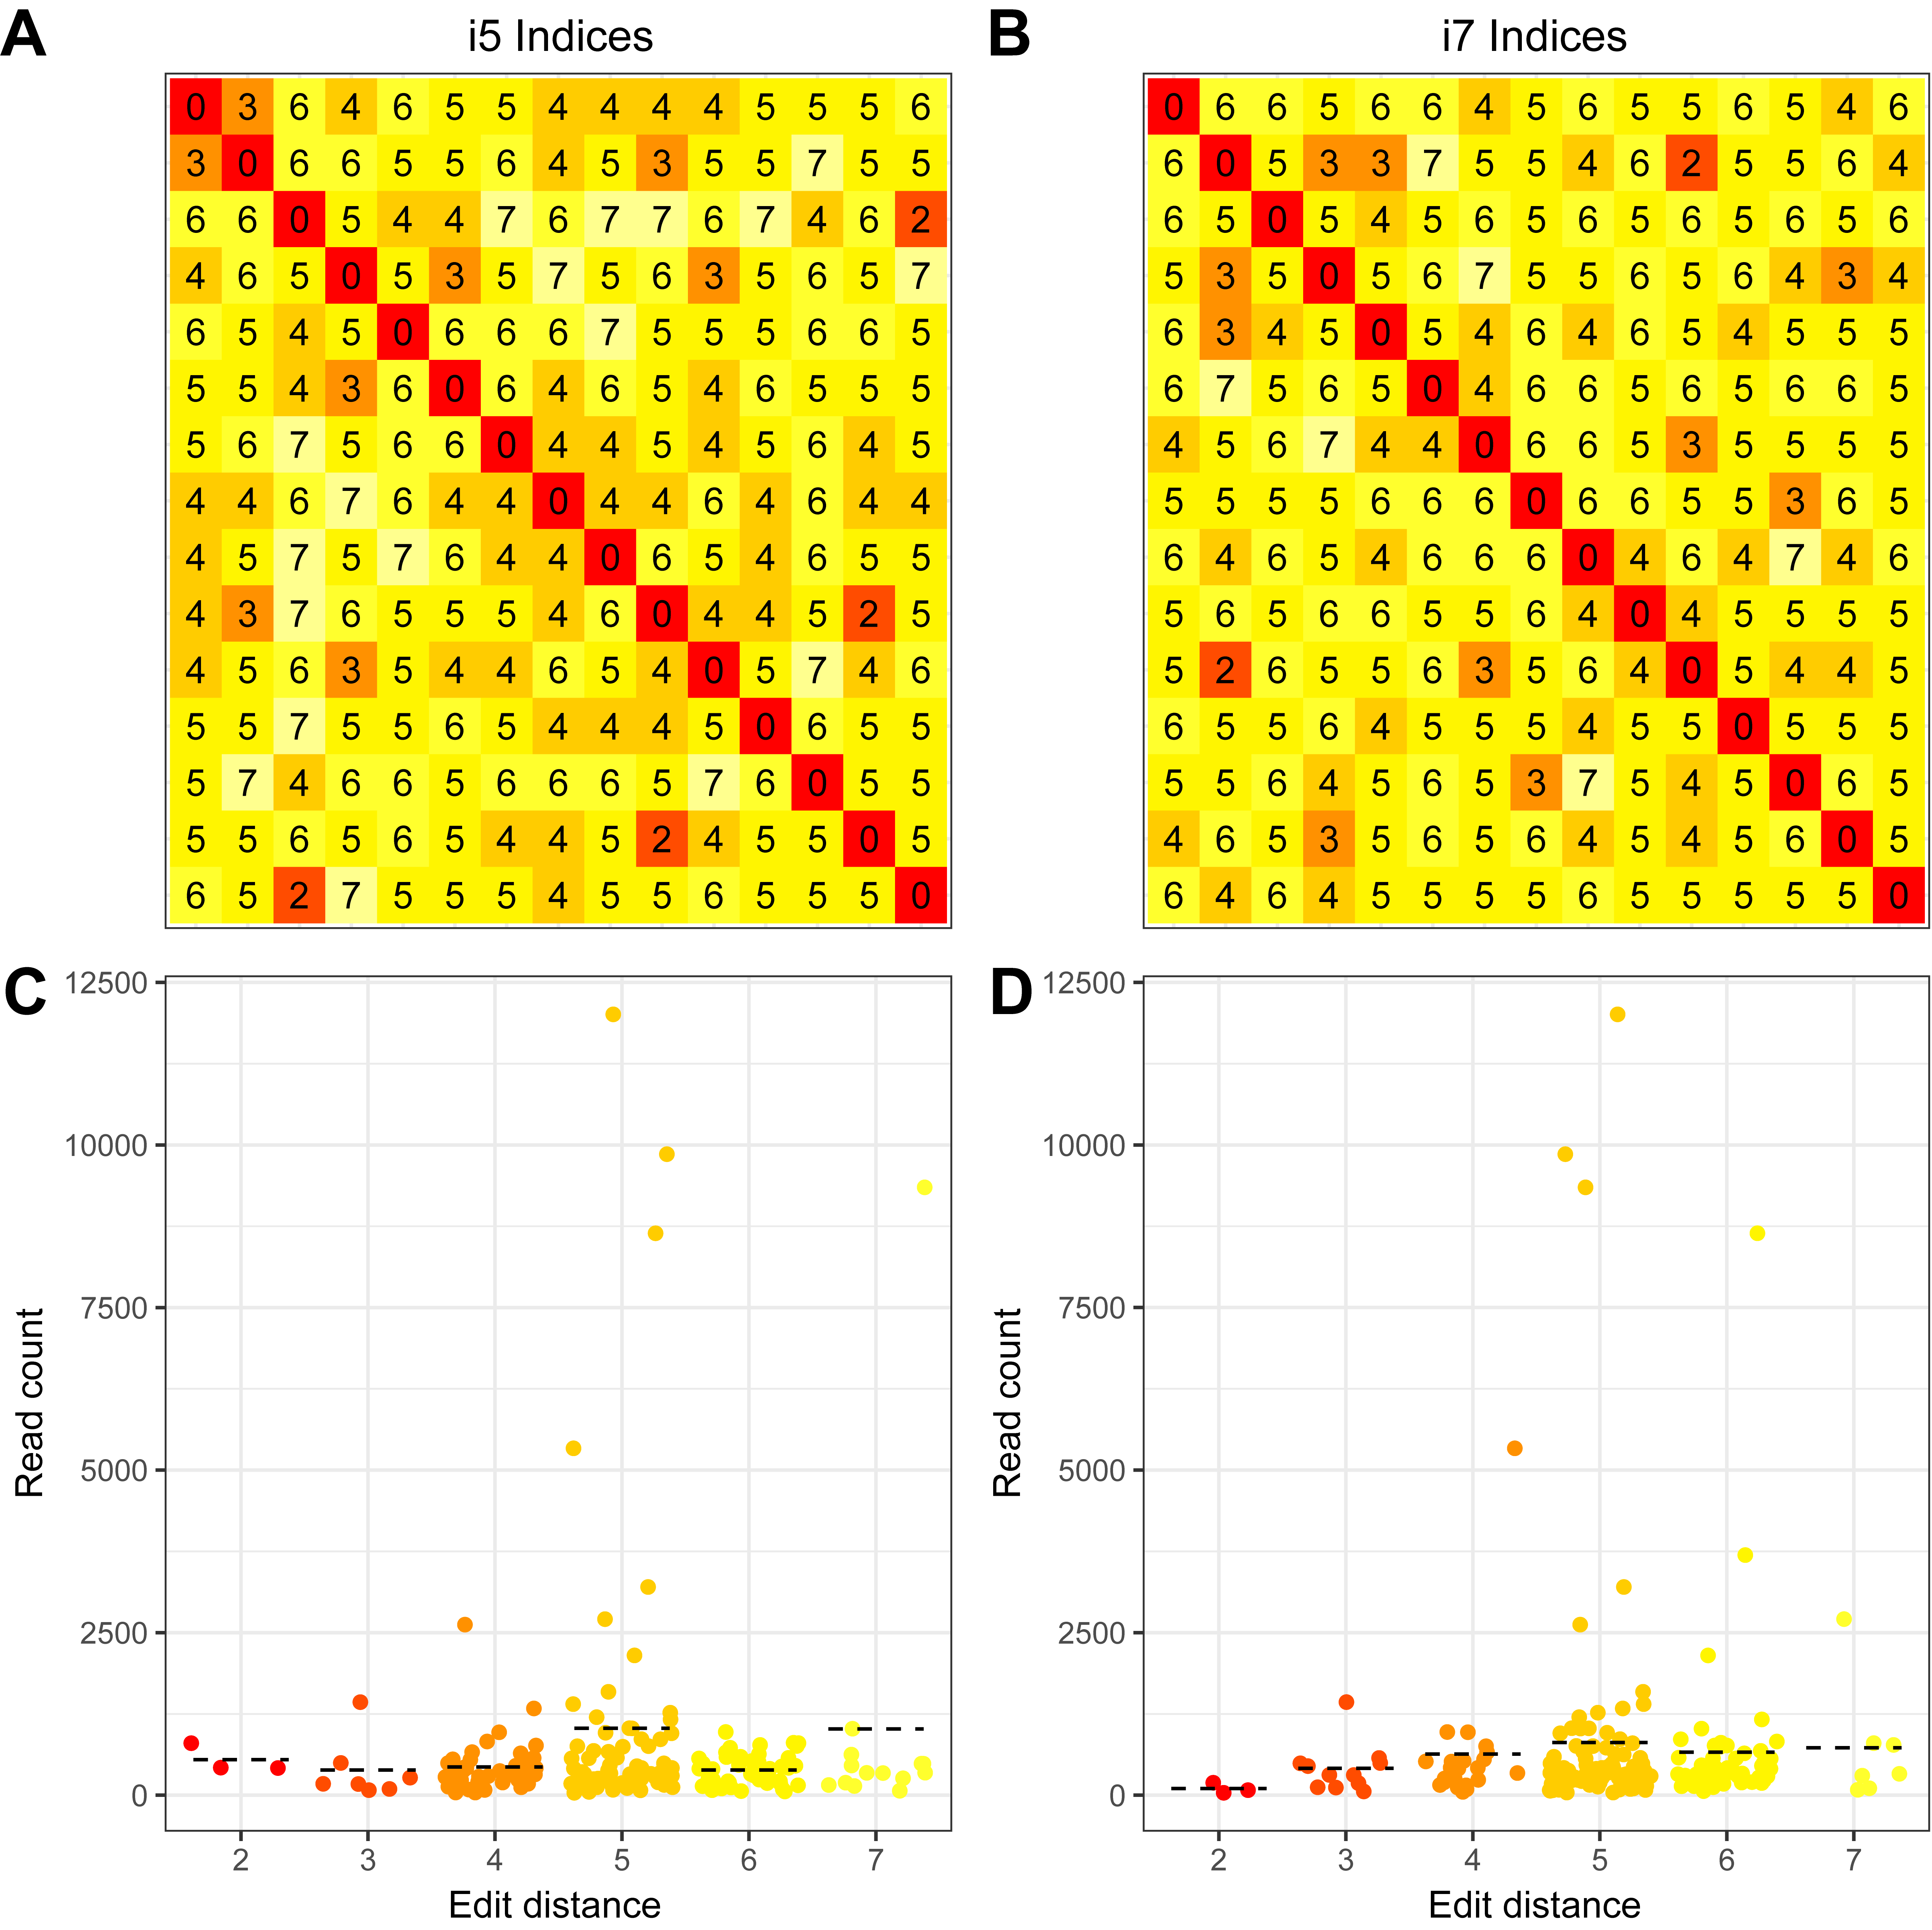 A
i5 Indices
0 3 6 4 6 5 5 4 4 4 4 5 5 5 6
3 0 6 6 5 5 6 4 5 3 5 5 7 5 5
6 6 0 5 4 4 7 6 7 7 6 7 4 6 2
4 6 5 0 5 3 5 7 5 6 3 5 6 5 7
6 5 4 5 0 6 6 6 7 5 5 5 6 6 5
5 5 4 3 6 0 6 4 6 5 4 6 5 5 5
5 6 7 5 6 6 0 4 4 5 4 5 6 4 5
4 4 6 7 6 4 4 0 4 4 6 4 6 4 4
4 5 7 5 7 6 4 4 0 6 5 4 6 5 5
4 3 7 6 5 5 5 4 6 0 4 4 5 2 5
4 5 6 3 5 4 4 6 5 4 0 5 7 4 6
5 5 7 5 5 6 5 4 4 4 5 0 6 5 5
5 7 4 6 6 5 6 6 6 5 7 6 0 5 5
5 5 6 5 6 5 4 4 5 2 4 5 5 0 5
6 5 2 7 5 5 5 4 5 5 6 5 5 5 0
B
i7 Indices
0 6 6 5 6 6 4 5 6 5 5 6 5 4 6
6 0 5 3 3 7 5 5 4 6 2 5 5 6 4
6 5 0 5 4 5 6 5 6 5 6 5 6 5 6
5 3 5 0 5 6 7 5 5 6 5 6 4 3 4
6 3 4 5 0 5 4 6 4 6 5 4 5 5 5
6 7 5 6 5 0 4 6 6 5 6 5 6 6 5
4 5 6 7 4 4 0 6 6 5 3 5 5 5 5
5 5 5 5 6 6 6 0 6 6 5 5 3 6 5
6 4 6 5 4 6 6 6 0 4 6 4 7 4 6
5 6 5 6 6 5 5 6 4 0 4 5 5 5 5
5 2 6 5 5 6 3 5 6 4 0 5 4 4 5
6 5 5 6 4 5 5 5 4 5 5 0 5 5 5
5 5 6 4 5 6 5 3 7 5 4 5 0 6 5
4 6 5 3 5 6 5 6 4 5 4 5 6 0 5
6 4 6 4 5 5 5 5 6 5 5 5 5 5 0
C
12500
10000
7500
5000
2500
0
Read count
2 3 4 5 6 7
Edit distance
D
12500
10000
7500
5000
2500
0
Read count
2 3 4 5 6 7
Edit distance